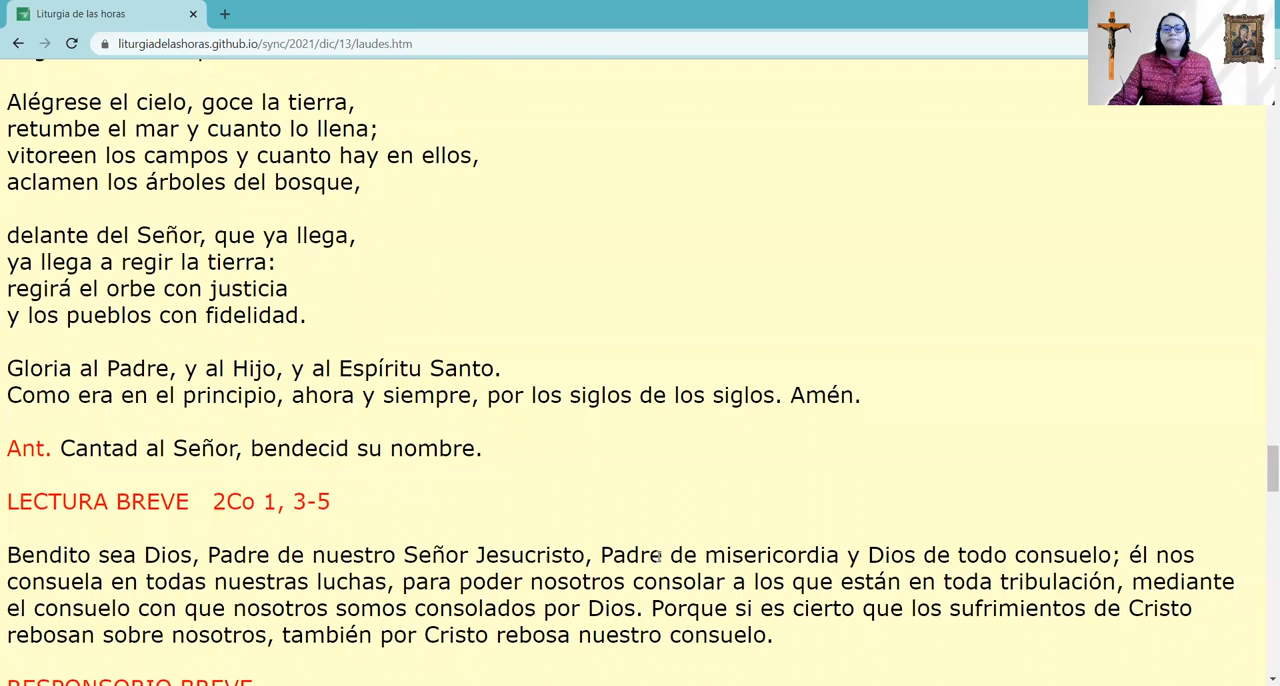 Liturgia de las horas
liturgiadelashoras.github.io/sync/2021/dic/13/laudes.htm
Alégrese el cielo, goce la tierra,
retumbe el mar y cuanto lo llena;
vitoreen los campos y cuanto hay en ellos,
aclamen los árboles del bosque,
delante del Señor, que ya llega,
ya llega a regir la tierra:
regirá el orbe con justicia
y los pueblos con fidelidad.
Gloria al Padre, y al Hijo, y al Espíritu Santo.
Como era en el principio, ahora y siempre, por los siglos de los siglos. Amén.
Ant. Cantad al Señor, bendecid su nombre.
LECTURA BREVE 2Co 1, 3-5
Bendito sea Dios, Padre de nuestro Señor Jesucristo, Padre de misericordia y Dios de todo consuelo; él nos
consuela en todas nuestras luchas, para poder nosotros consolar a los que están en toda tribulación, mediante
el consuelo con que nosotros somos consolados por Dios. Porque si es cierto que los sufrimientos de Cristo
rebosan sobre nosotros, también por Cristo rebosa nuestro consuelo.
RESPONSORIO BREVE